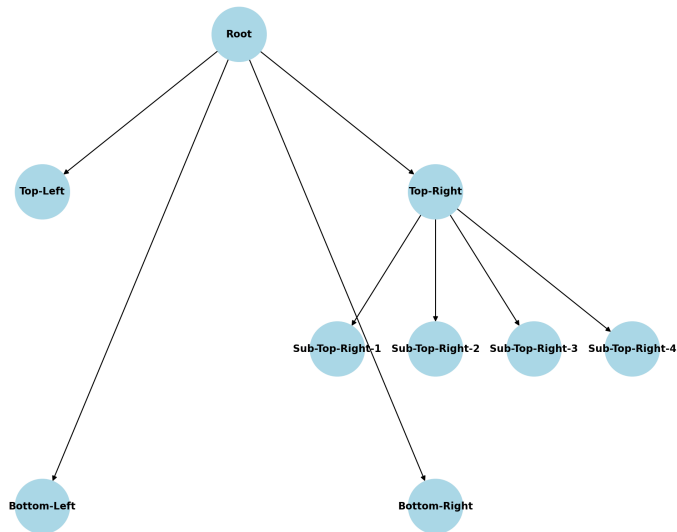 Root
Top-Left
Top-Right
Sub-Top-Right-1
Sub-Top-Right-2
Sub-Top-Right-3
Sub-Top-Right-4
Bottom-Left
Bottom-Right